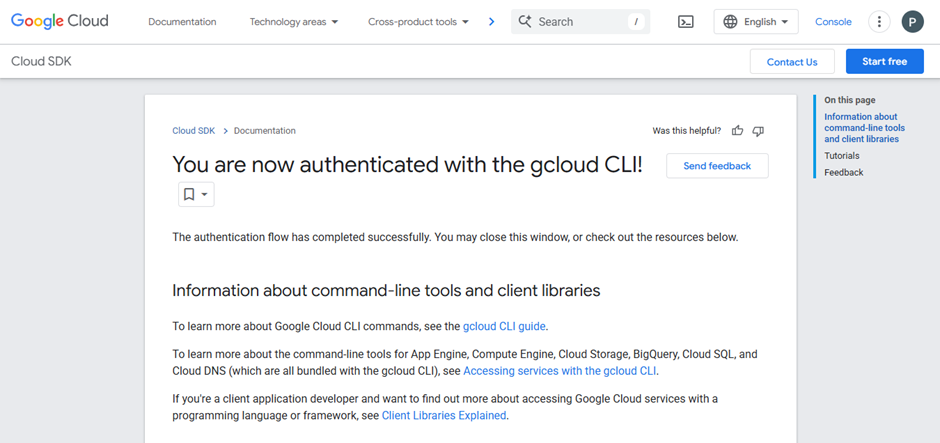 Google Cloud
Documentation
Technology areas
Cross-product tools
Search
/
English
Console
P
Cloud SDK
Contact Us
Start free
Cloud SDK
Documentation
Was this helpful?
You are now authenticated with the gcloud CLI!
Send feedback
The authentication flow has completed successfully. You may close this window, or check out the resources below.
Information about command-line tools and client libraries
To learn more about Google Cloud CLI commands, see the gcloud CLI guide.
To learn more about the command-line tools for App Engine, Compute Engine, Cloud Storage, BigQuery, Cloud SQL, and
Cloud DNS (which are all bundled with the gcloud CLI), see Accessing services with the gcloud CLI.
If you're a client application developer and want to find out more about accessing Google Cloud services with a
programming language or framework, see Client Libraries Explained.
On this page
Information about
command-line tools
and client libraries
Tutorials
Feedback